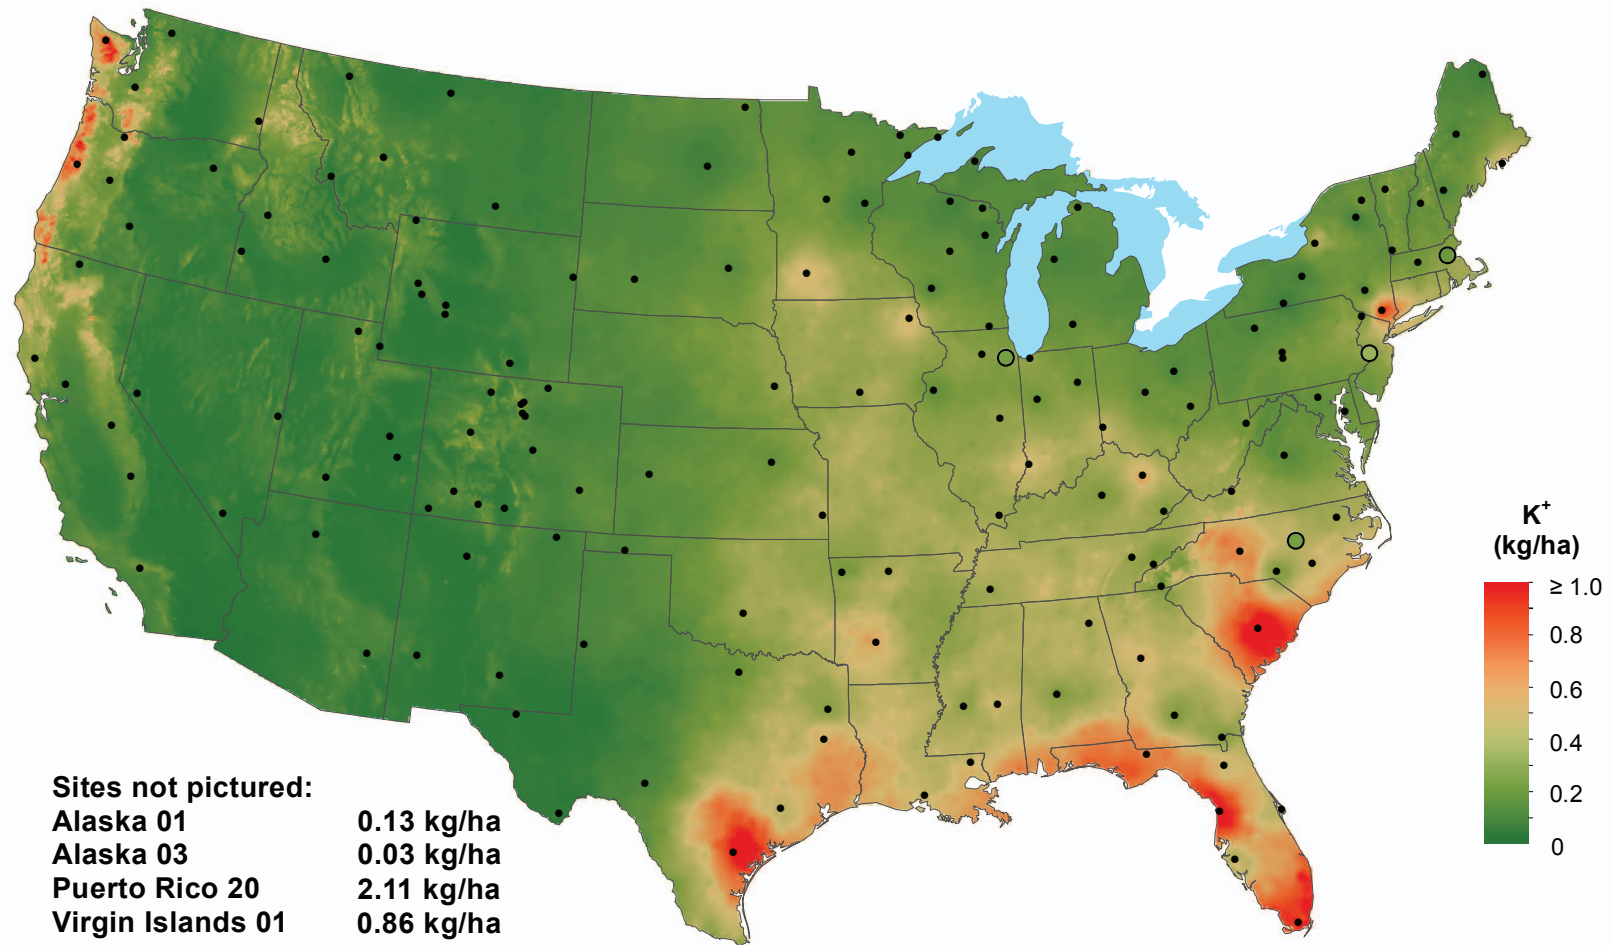 K+
(kg/ha)
≥ 1.0
0.8
0.6
0.4
0.2
0
Sites not pictured:
Alaska 01 0.13 kg/ha
Alaska 03 0.03 kg/ha
Puerto Rico 20 2.11 kg/ha
Virgin Islands 01 0.86 kg/ha